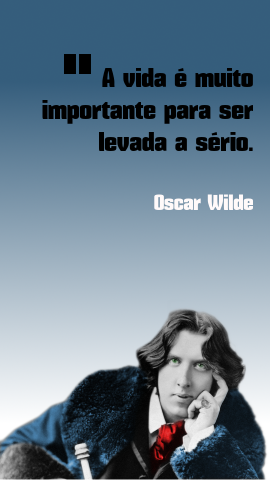 " A vida é muito
importante para ser
levada a sério.
Oscar Wilde